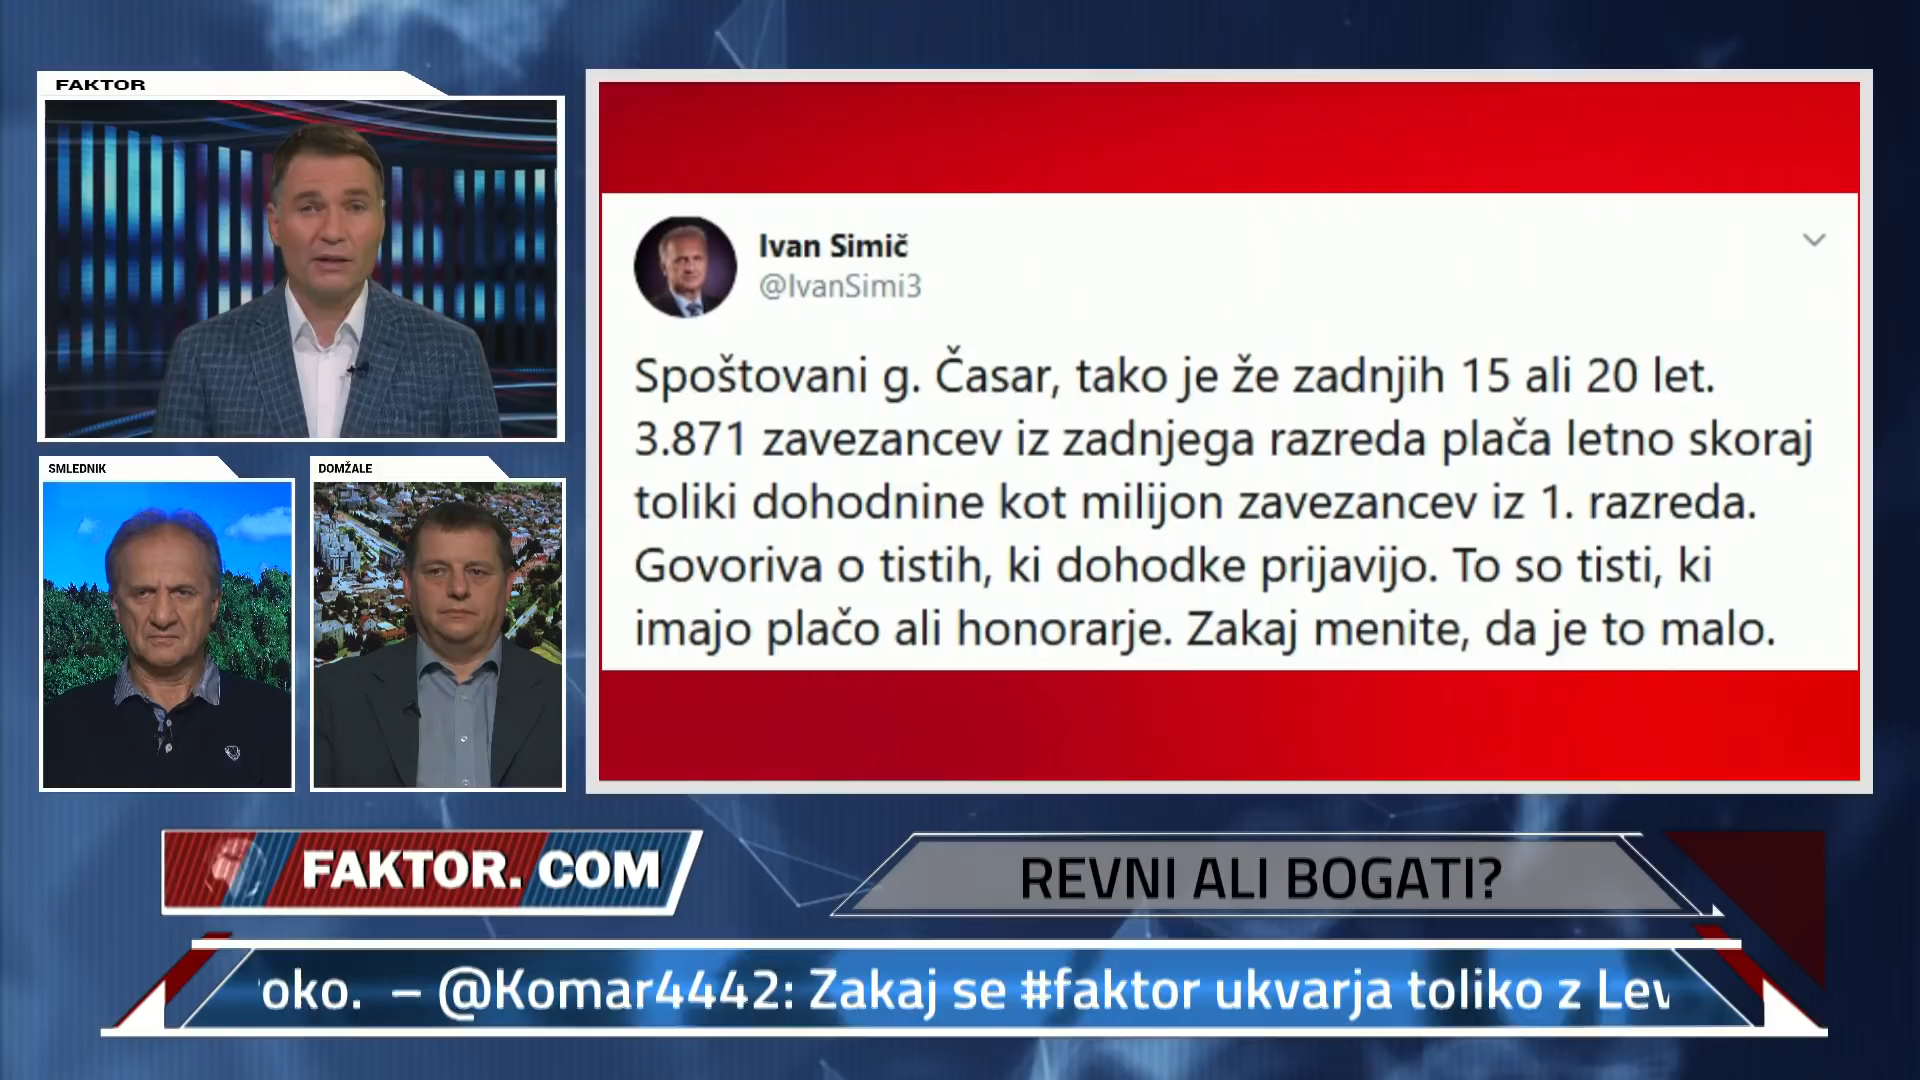 FAKTOR
SMLEDNIK
DOMŽALE
Ivan Simič
@IvanSimi3
Spoštovani g. Časar, tako je že zadnjih 15 ali 20 let.
3.871 zavezancev iz zadnjega razreda plača letno skoraj
toliki dohodnine kot milijon zavezancev iz 1. razreda.
Govoriva o tistih, ki dohodke prijavijo. To so tisti, ki
imajo plačo ali honorarje. Zakaj menite, da je to malo.
FAKTOR. COM
REVNI ALI BOGATI?
oko. – @Komar4442: Zakaj se #faktor ukvarja toliko z Lev